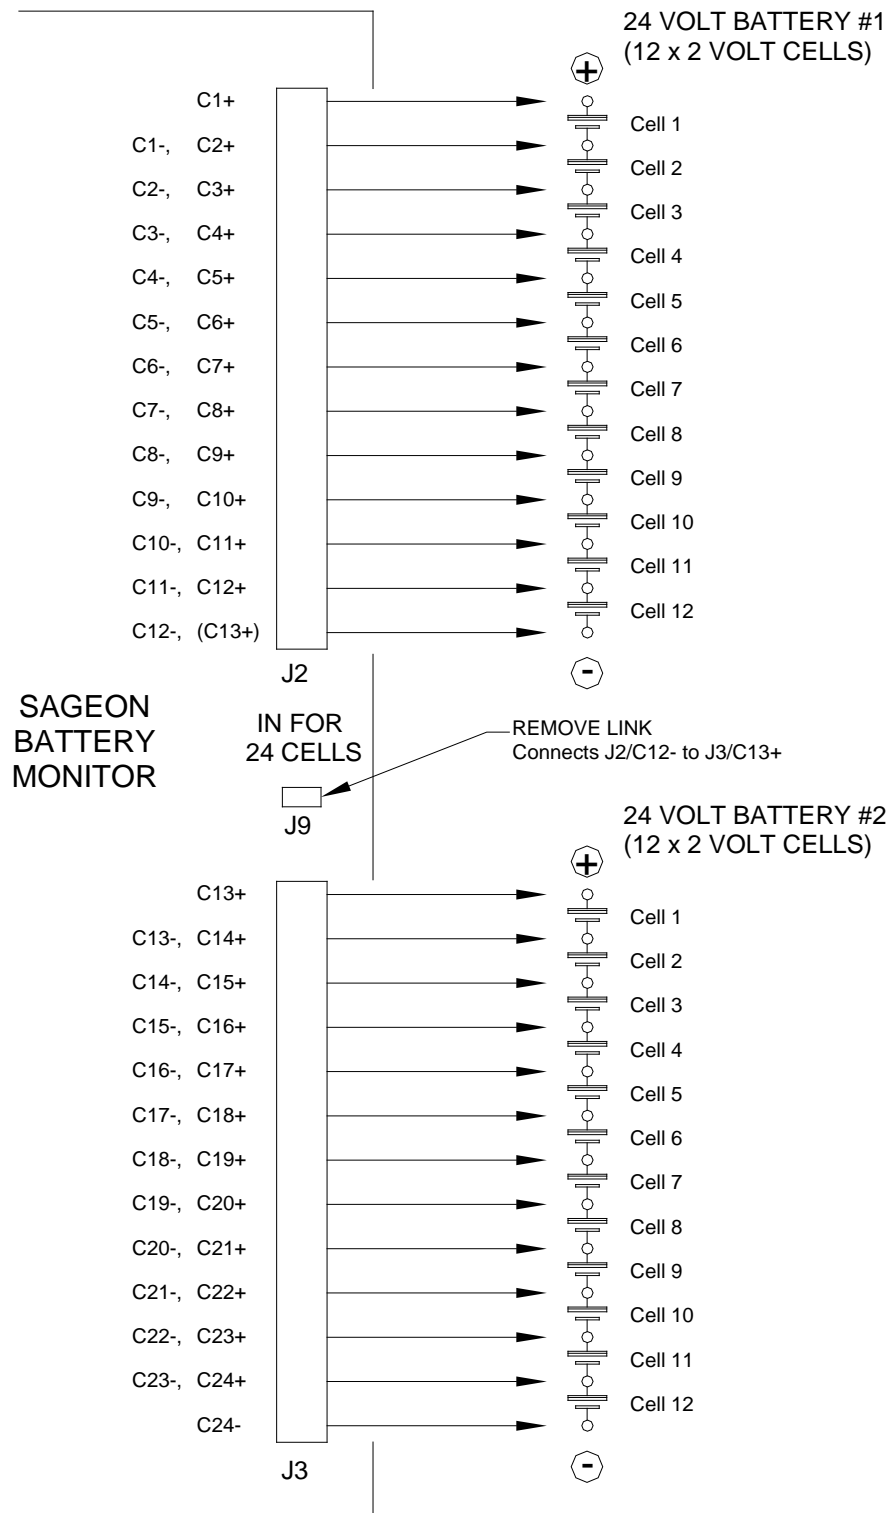 24 VOLT BATTERY #1
(12 x 2 VOLT CELLS)
+
C1+
Cell 1
C1-, C2+
Cell 2
C2-, C3+
Cell 3
C3-, C4+
Cell 4
C4-, C5+
Cell 5
C5-, C6+
Cell 6
C6-, C7+
Cell 7
C7-, C8+
Cell 8
C8-, C9+
Cell 9
C9-, C10+
Cell 10
C10-, C11+
Cell 11
C11-, C12+
Cell 12
C12-, (C13+)
J2
-
SAGEON
BATTERY
MONITOR
IN FOR
24 CELLS
REMOVE LINK
Connects J2/C12- to J3/C13+
J9
24 VOLT BATTERY #2
(12 x 2 VOLT CELLS)
+
C13+
Cell 1
C13-, C14+
Cell 2
C14-, C15+
Cell 3
C15-, C16+
Cell 4
C16-, C17+
Cell 5
C17-, C18+
Cell 6
C18-, C19+
Cell 7
C19-, C20+
Cell 8
C20-, C21+
Cell 9
C21-, C22+
Cell 10
C22-, C23+
Cell 11
C23-, C24+
Cell 12
C24-
J3
-